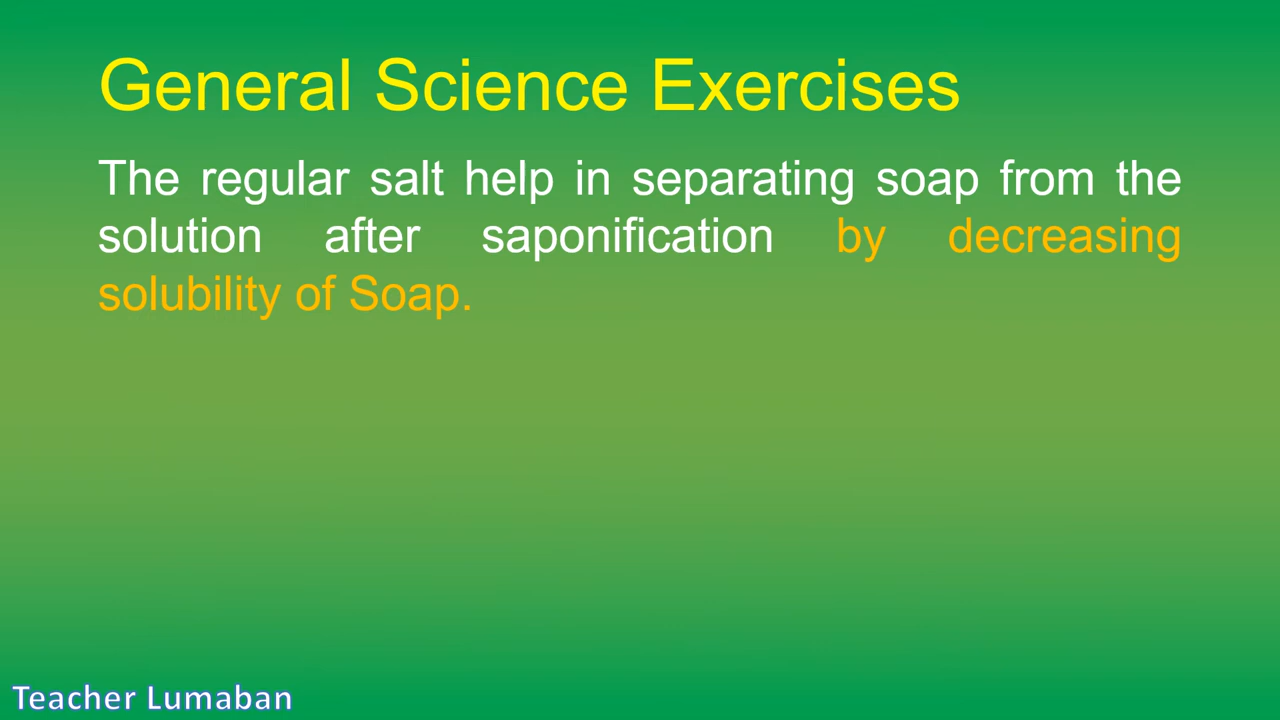 General Science Exercises
The regular salt help in separating soap from the
solution after saponification by decreasing
solubility of Soap.
Teacher Lumaban